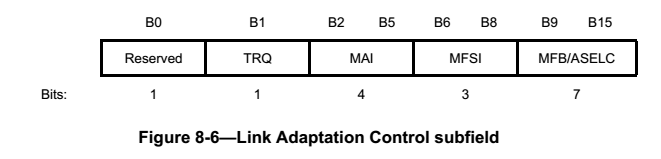 B0 B1 B2 B5 B6 B8 B9 B15
Reserved TRQ MAI MFSI MFB/ASELC
Bits: 1 1 4 3 7
Figure 8-6—Link Adaptation Control subfield